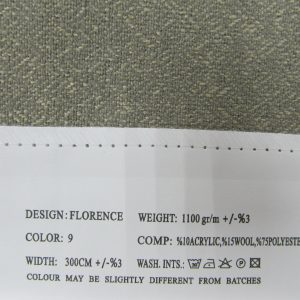 DESIGN: FLORENCE WEIGHT: 1100 gr/m +/-%3
COLOR: 9 COMP: %10ACRYLIC,%15WOOL,%75POLYESTE
WIDTH: 300CM +/-%3 WASH. INTS.:
COLOUR MAY BE SLIGHTLY DIFFERENT FROM BATCHES